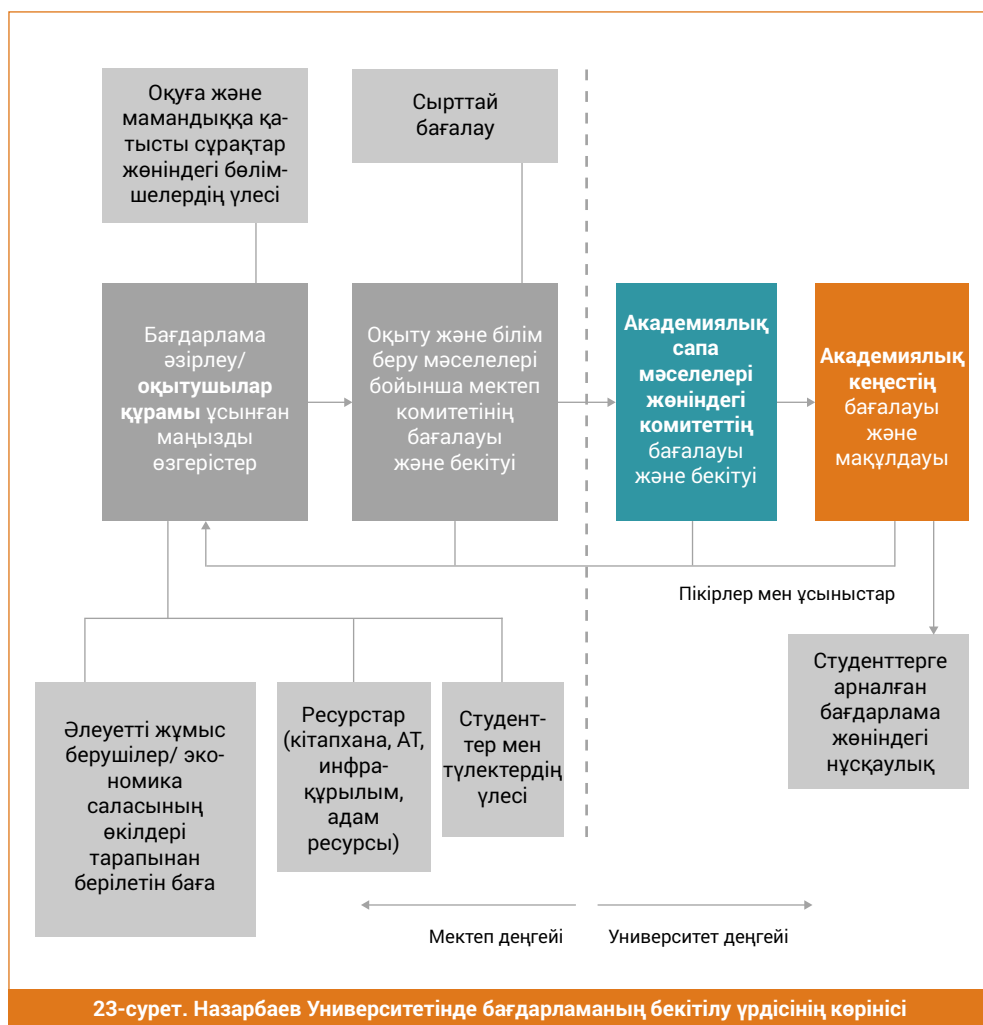 Оқуға және
мамандыққа қа-
тысты сұрақтар
жөніндегі бөлім-
шелердің үлесі
Сырттай
бағалау
Бағдарлама
әзірлеу/
оқытушылар
құрамы ұсынған
маңызды
өзгерістер
Оқыту және білім
беру мәселелері
бойынша мектеп
комитетінің
бағалауы
және бекітуі
Академиялық
сапа
мәселелері
жөніндегі
комитеттің
бағалауы
және бекітуі
Академиялық
кеңестің
бағалауы
және
мақұлдауы
Пікірлер мен ұсыныстар
Әлеуетті жұмыс
берушілер/ эко-
номика
саласының
өкілдері
тарапынан
берілетін баға
Ресурстар
(кітапхана, АТ,
инфра-
құрылым,
адам
ресурсы)
Студент-
тер мен
түлектердің
үлесі
Студенттерге
арналған
бағдарлама
жөніндегі
нұсқаулық
Мектеп деңгейі
Университет деңгейі
23-сурет. Назарбаев Университетінде бағдарламаның бекітілу үрдісінің көрінісі